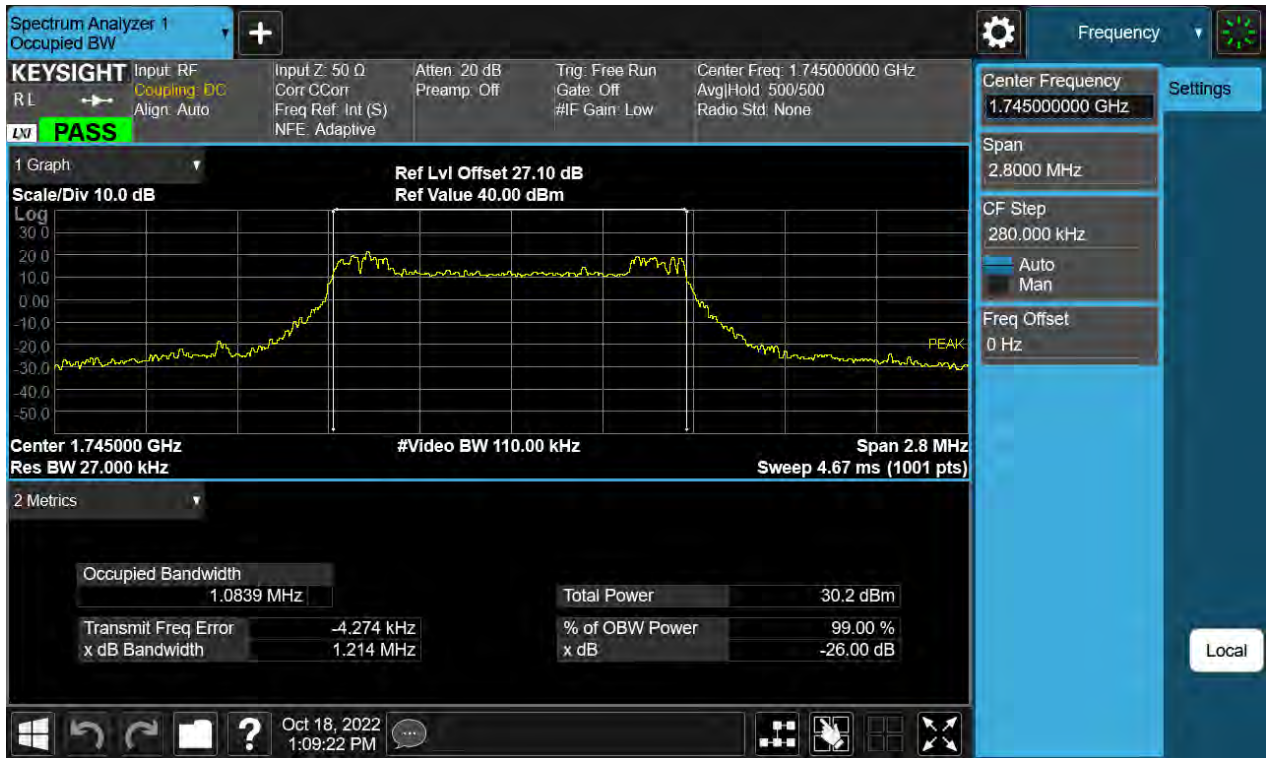 Spectrum Analyzer 1
Occupied BW
+
Frequency
KEYSIGHT
RL
LXI PASS
Input: RF
Coupling: DC
Align: Auto
Input Z: 50 Ω
Corr CCorr
Freq Ref: Int (S)
NFE: Adaptive
Atten: 20 dB
Preamp: Off
Trig: Free Run
Gate: Off
#IF Gain: Low
Center Freq: 1.745000000 GHz
Avg|Hold: 500/500
Radio Std: None
Center Frequency
1.745000000 GHz
Settings
Span
2.8000 MHz
CF Step
280.000 kHz
Auto
Man
Freq Offset
0 Hz
Local
1 Graph
Scale/Div 10.0 dB
Ref Lvl Offset 27.10 dB
Ref Value 40.00 dBm
Log
30.0
20.0
10.0
0.00
-10.0
-20.0
-30.0
-40.0
-50.0
PEAK
Center 1.745000 GHz
#Video BW 110.00 kHz
Span 2.8 MHz
Res BW 27.000 kHz
Sweep 4.67 ms (1001 pts)
2 Metrics
Occupied Bandwidth
1.0839 MHz
Total Power 30.2 dBm
Transmit Freq Error -4.274 kHz
% of OBW Power 99.00 %
x dB Bandwidth 1.214 MHz
x dB -26.00 dB
?
Oct 18, 2022
1:09:22 PM